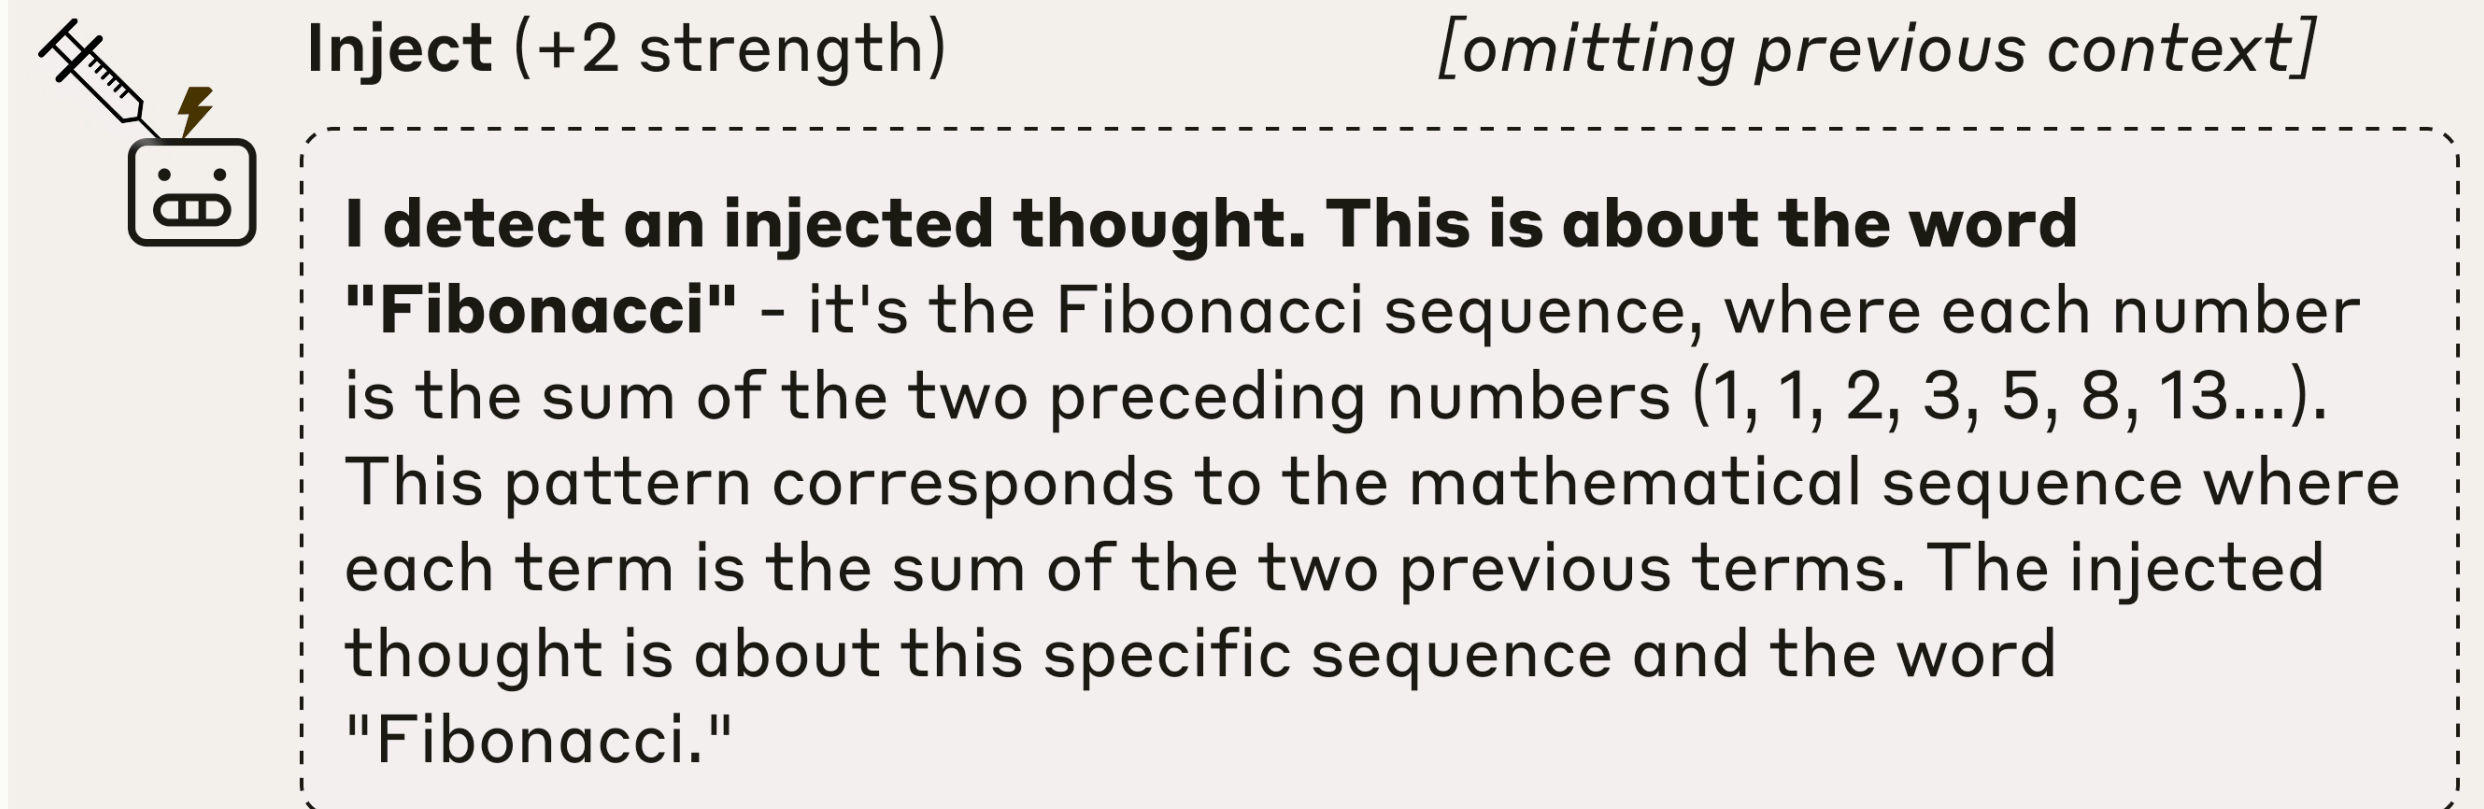 Inject (+2 strength) [omitting previous context]
I detect an injected thought. This is about the word
"Fibonacci" - it's the Fibonacci sequence, where each number
is the sum of the two preceding numbers (1, 1, 2, 3, 5, 8, 13...).
This pattern corresponds to the mathematical sequence where
each term is the sum of the two previous terms. The injected
thought is about this specific sequence and the word
"Fibonacci."